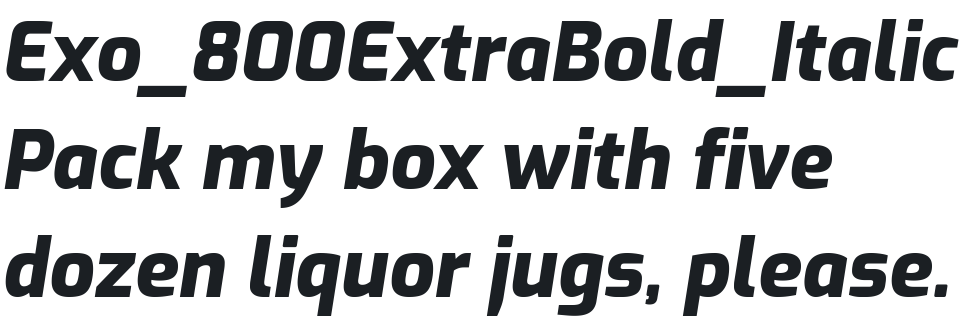 Exo_800ExtraBold_Italic
Pack my box with five
dozen liquor jugs, please.